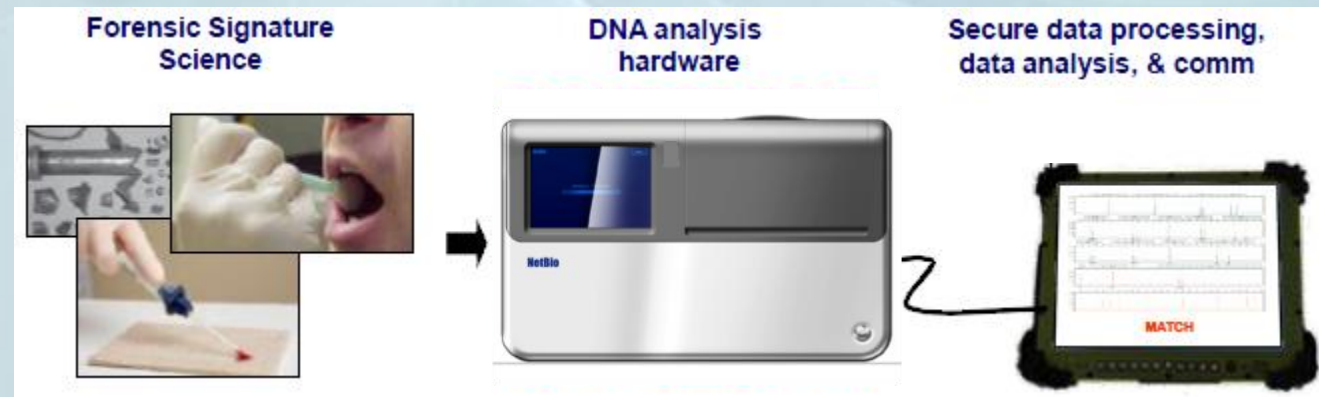 Forensic Signature
Science
DNA analysis
hardware
Secure data processing,
data analysis, & comm
NetBio
MATCH